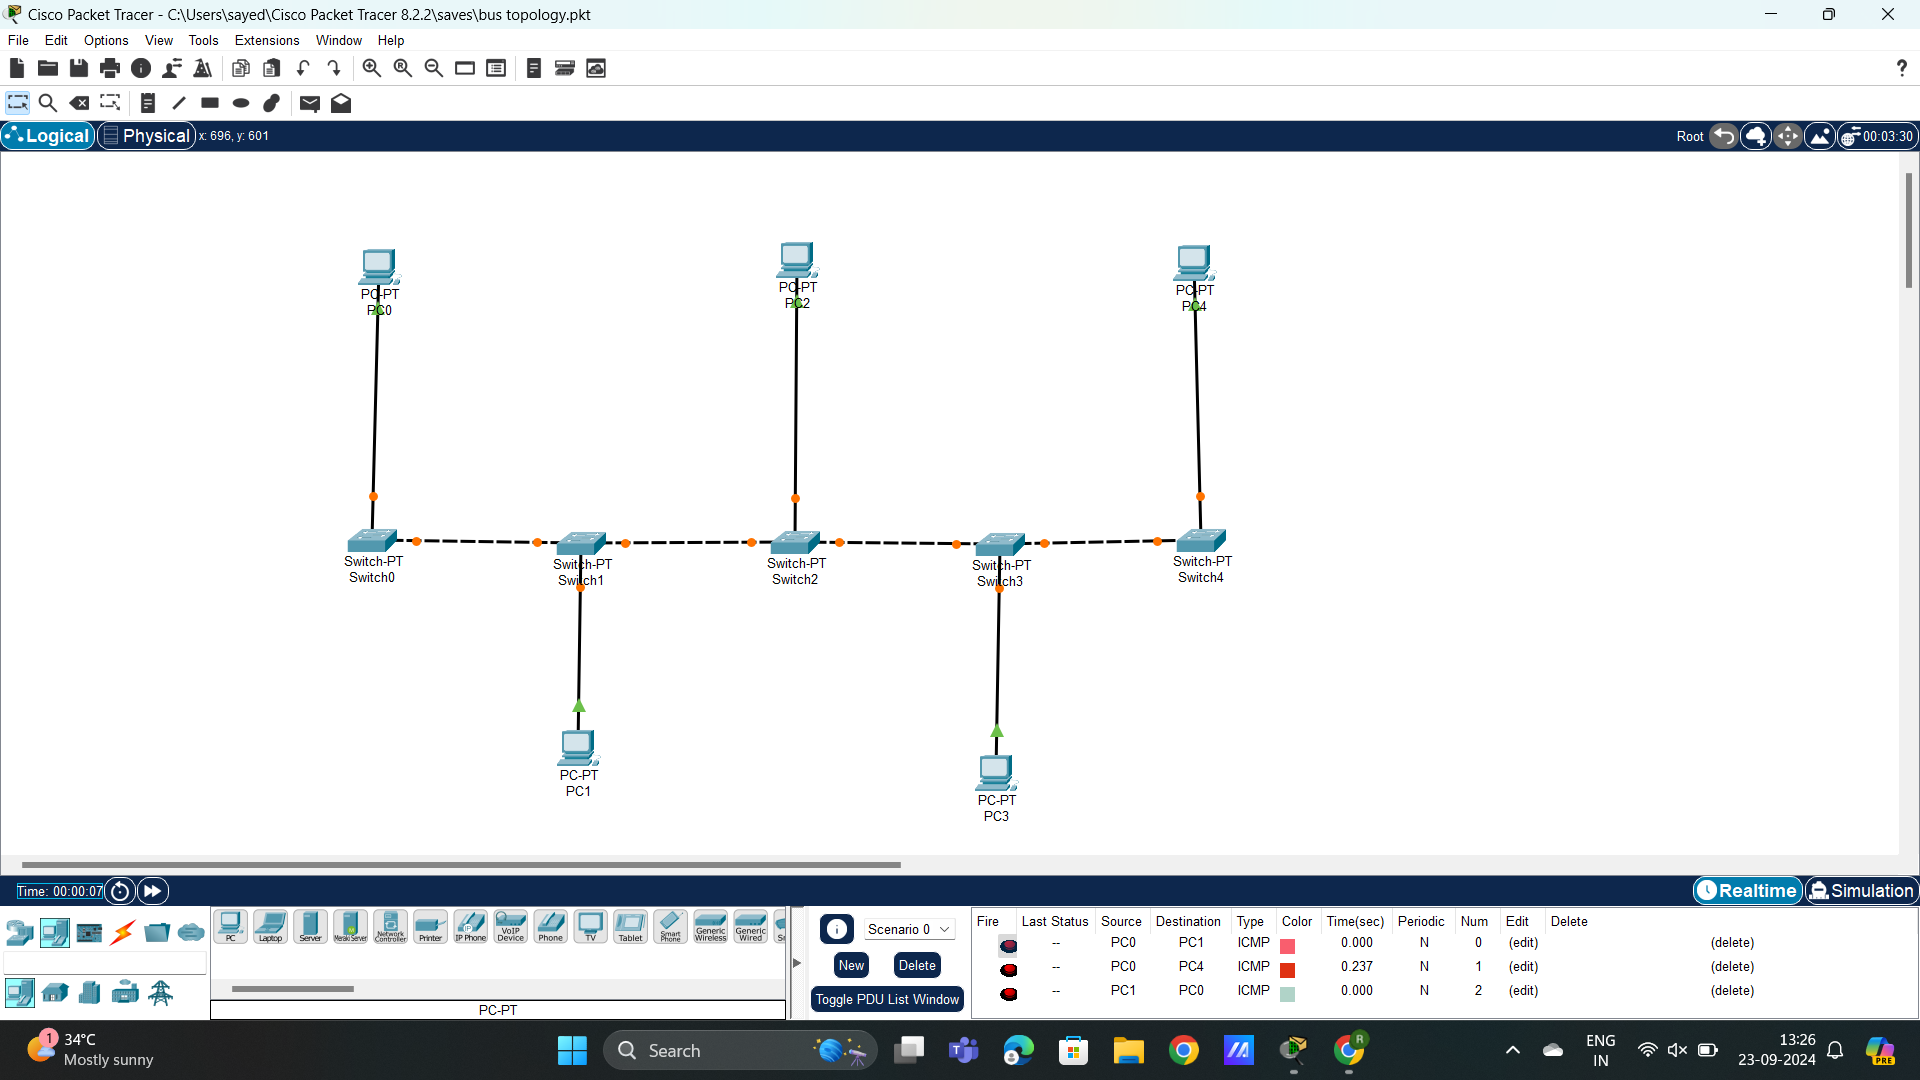 Cisco Packet Tracer - C:\Users\sayed\Cisco Packet Tracer 8.2.2\saves\bus topology.pkt
File Edit Options View Tools Extensions Window Help
Logical Physical x: 696, y: 601 Root 00:03:30
PC-PT
PC0
PC-PT
PC2
PC-PT
PC4
Switch-PT
Switch0
Switch-PT
Switch1
Switch-PT
Switch2
Switch-PT
Switch3
Switch-PT
Switch4
PC-PT
PC1
PC-PT
PC3
Time: 00:00:07 Realtime Simulation
PC Laptop Server MerakiServer Network Controller Printer IP Phone VoIP Device Phone TV Tablet Smart Phone Generic Wireless Generic Wired
PC-PT
Scenario 0
New Delete
Toggle PDU List Window
Fire Last Status Source Destination Type Color Time(sec) Periodic Num Edit Delete
-- PC0 PC1 ICMP 0.000 N 0 (edit) (delete)
-- PC0 PC4 ICMP 0.237 N 1 (edit) (delete)
-- PC1 PC0 ICMP 0.000 N 2 (edit) (delete)
1
34°C
Mostly sunny
Search
R
ENG
IN
13:26
23-09-2024
PRE